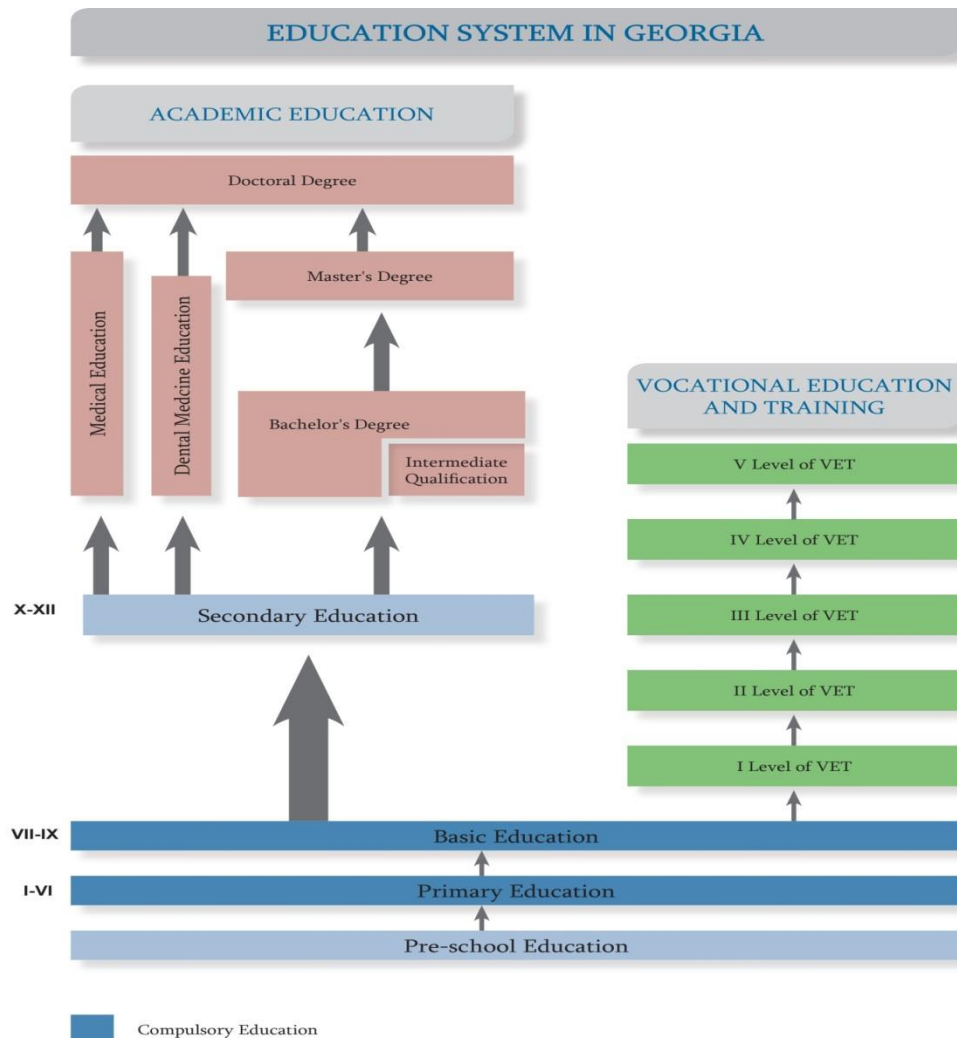 EDUCATION SYSTEM IN GEORGIA
ACADEMIC EDUCATION
Doctoral Degree
Medical Education
Dental Medcine Education
Master's Degree
Bachelor's Degree
Intermediate
Qualification
VOCATIONAL EDUCATION
AND TRAINING
V Level of VET
IV Level of VET
III Level of VET
II Level of VET
I Level of VET
X-XII
Secondary Education
VII-IX
Basic Education
I-VI
Primary Education
Pre-school Education
Compulsory Education